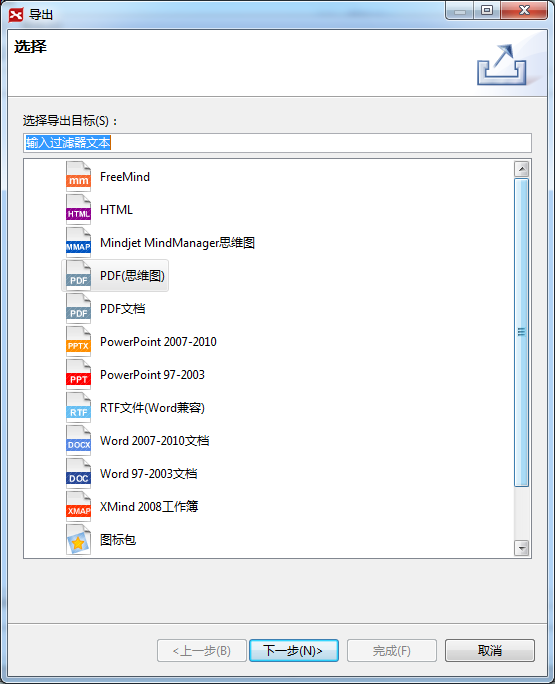 导出
选择
选择导出目标(S)：
输入过滤器文本
mm FreeMind
HTML HTML
MMAP Mindjet MindManager思维图
PDF PDF(思维图)
PDF PDF文档
PPTX PowerPoint 2007-2010
PPT PowerPoint 97-2003
RTF RTF文件(Word兼容)
DOCX Word 2007-2010文档
DOC Word 97-2003文档
XMAP XMind 2008工作簿
图标包
<上一步(B) 下一步(N)> 完成(F) 取消